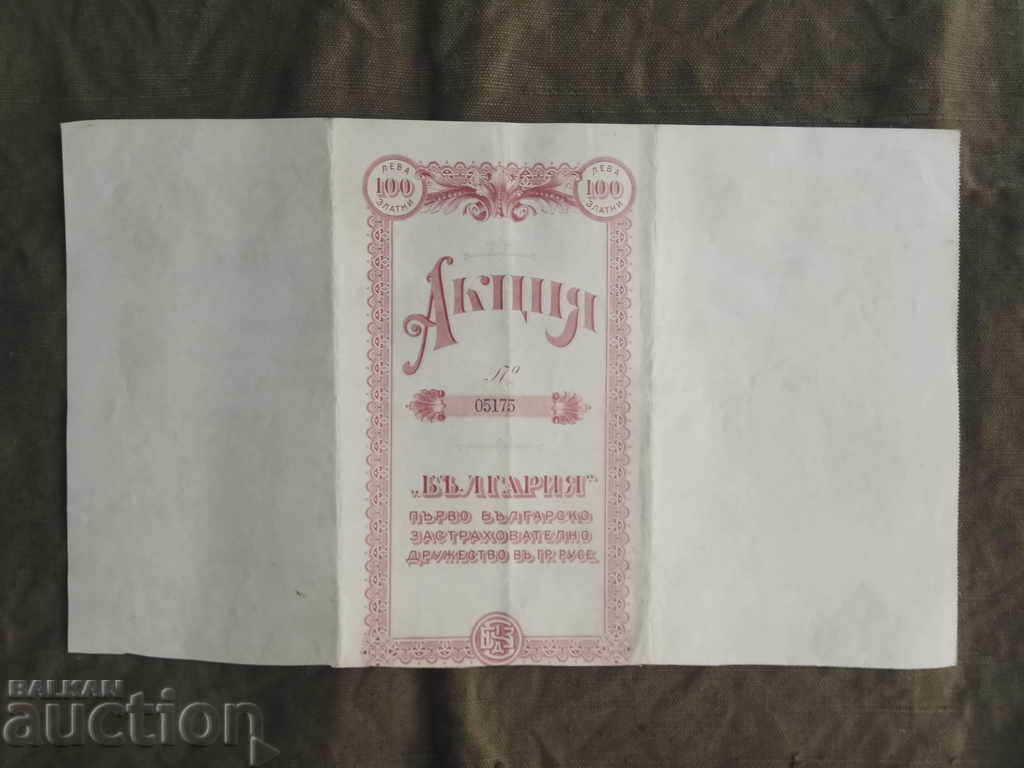 ЛЕВА
100
ЗЛАТНИ
ЛЕВА
100
ЗЛАТНИ
АКЦИЯ
№
05175
„БЪЛГАРИЯ“
ПЪРВО БЪЛГАРСКО
ЗАСТРАХОВАТЕЛНО
ДРУЖЕСТВО ВЪ ГР. РУСЕ.
BALKAN
auction